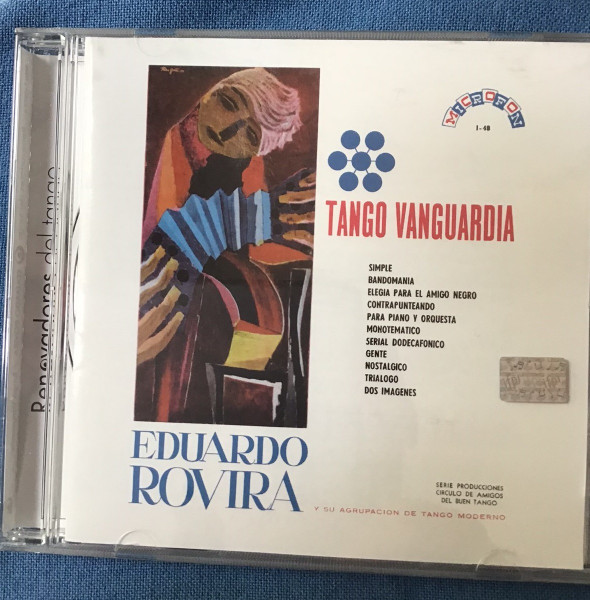 Renovadores del tango
MICROFON
I-48
TANGO VANGUARDIA
SIMPLE
BANDOMANIA
ELEGIA PARA EL AMIGO NEGRO
CONTRAPUNTEANDO
PARA PIANO Y ORQUESTA
MONOTEMATICO
SERIAL DODECAFONICO
GENTE
NOSTALGICO
TRIALOGO
DOS IMAGENES
EDUARDO
ROVIRA
Y SU AGRUPACION DE TANGO MODERNO
SERIE PRODUCCIONES
CIRCULO DE AMIGOS
DEL BUEN TANGO